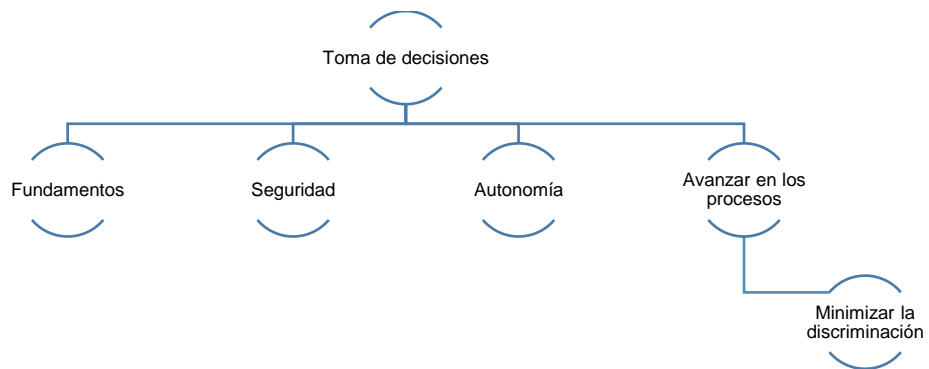 Toma de decisiones
Fundamentos
Seguridad
Autonomía
Avanzar en los
procesos
Minimizar la
discriminación